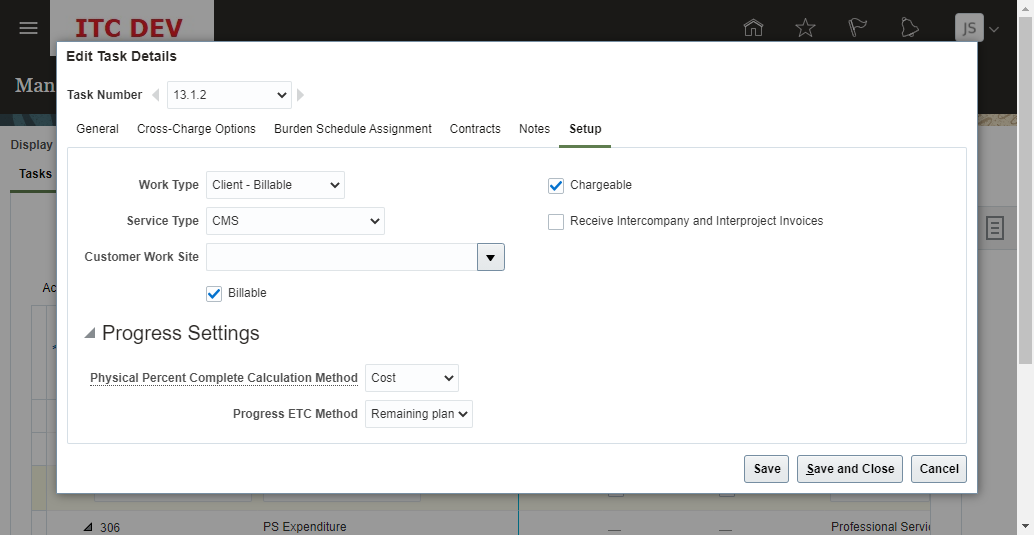 ITC DEV
JS
Edit Task Details
Man
Task Number 13.1.2
General Cross-Charge Options Burden Schedule Assignment Contracts Notes Setup
Display
Tasks
Work Type Client - Billable Chargeable
Service Type CMS Receive Intercompany and Interproject Invoices
Customer Work Site
Ac
Billable
Progress Settings
Physical Percent Complete Calculation Method Cost
Progress ETC Method Remaining plan
Save Save and Close Cancel
306 PS Expenditure — — Professional Servi